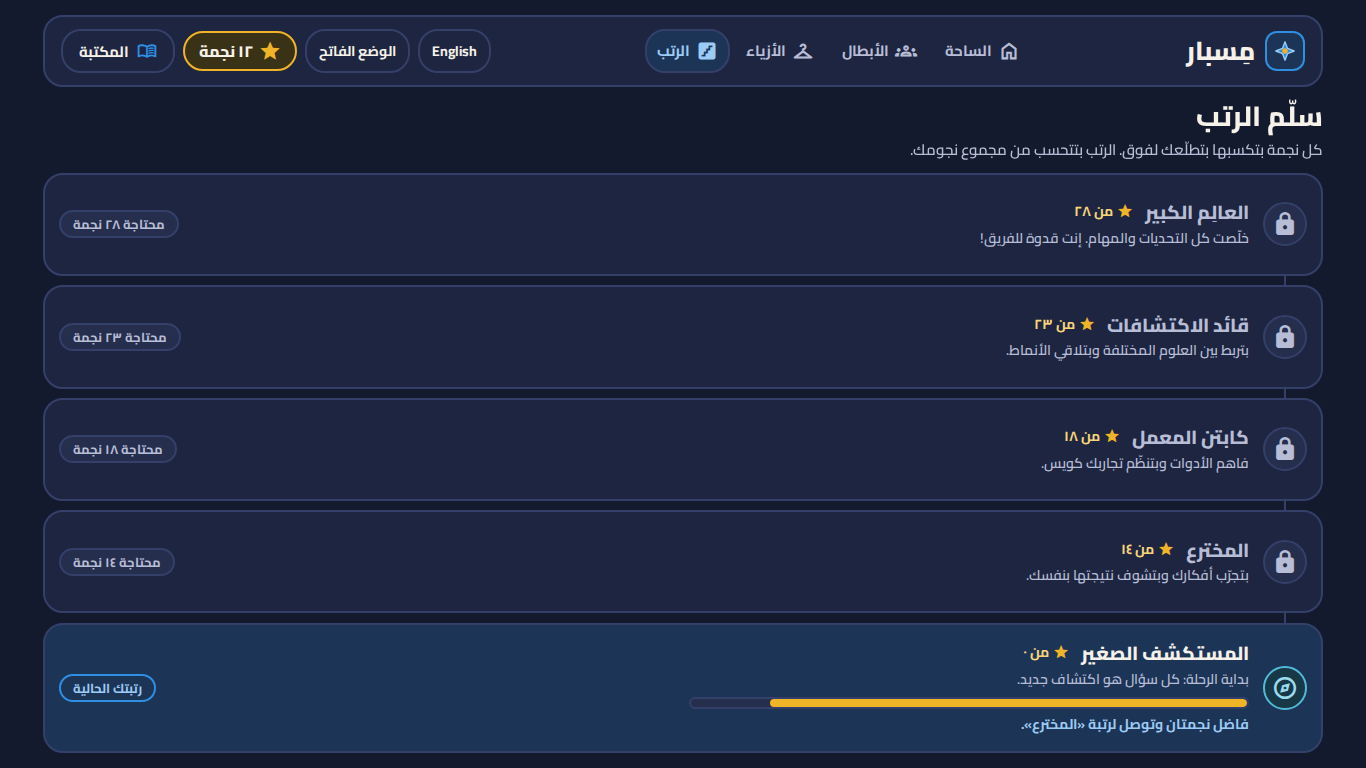 مِسبار
الساحة
الأبطال
الأزياء
الرتب
English
الوضع الفاتح
١٢ نجمة
المكتبة
سلّم الرتب
كل نجمة بتكسبها بتطلّعك لفوق. الرتب بتتحسب من مجموع نجومك.
العالِم الكبير من ٢٨
خلّصت كل التحديات والمهام. إنت قدوة للفريق!
محتاجة ٢٨ نجمة
قائد الاكتشافات من ٢٣
بتربط بين العلوم المختلفة وبتلاقي الأنماط.
محتاجة ٢٣ نجمة
كابتن المعمل من ١٨
فاهم الأدوات وبتنظّم تجاربك كويس.
محتاجة ١٨ نجمة
المخترع من ١٤
بتجرّب أفكارك وبتشوف نتيجتها بنفسك.
محتاجة ١٤ نجمة
المستكشف الصغير من ٠
بداية الرحلة: كل سؤال هو اكتشاف جديد.
فاضل نجمتان وتوصل لرتبة «المخترع».
رتبتك الحالية